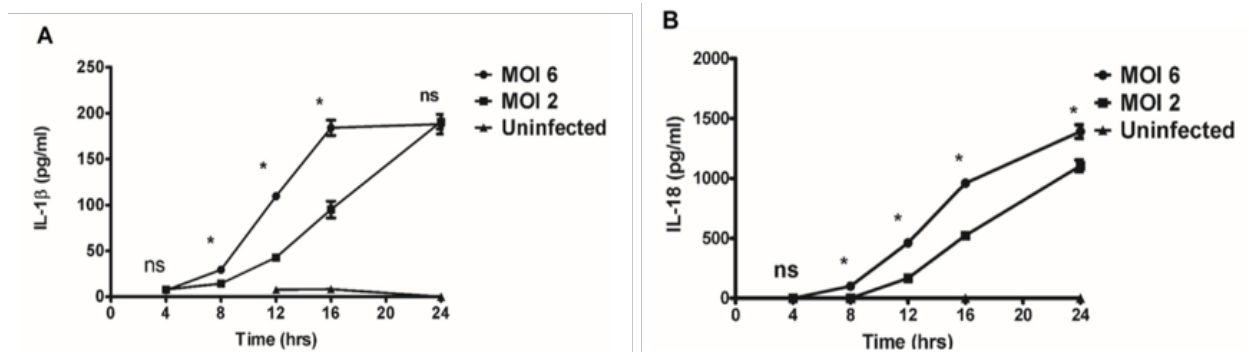 A
IL-1β (pg/ml)
250
200
150
100
50
0
ns
*
*
*
ns
MOI 6
MOI 2
Uninfected
0 4 8 12 16 20 24
Time (hrs)
B
IL-18 (pg/ml)
2000
1500
1000
500
0
ns
*
*
*
*
MOI 6
MOI 2
Uninfected
0 4 8 12 16 20 24
Time (hrs)